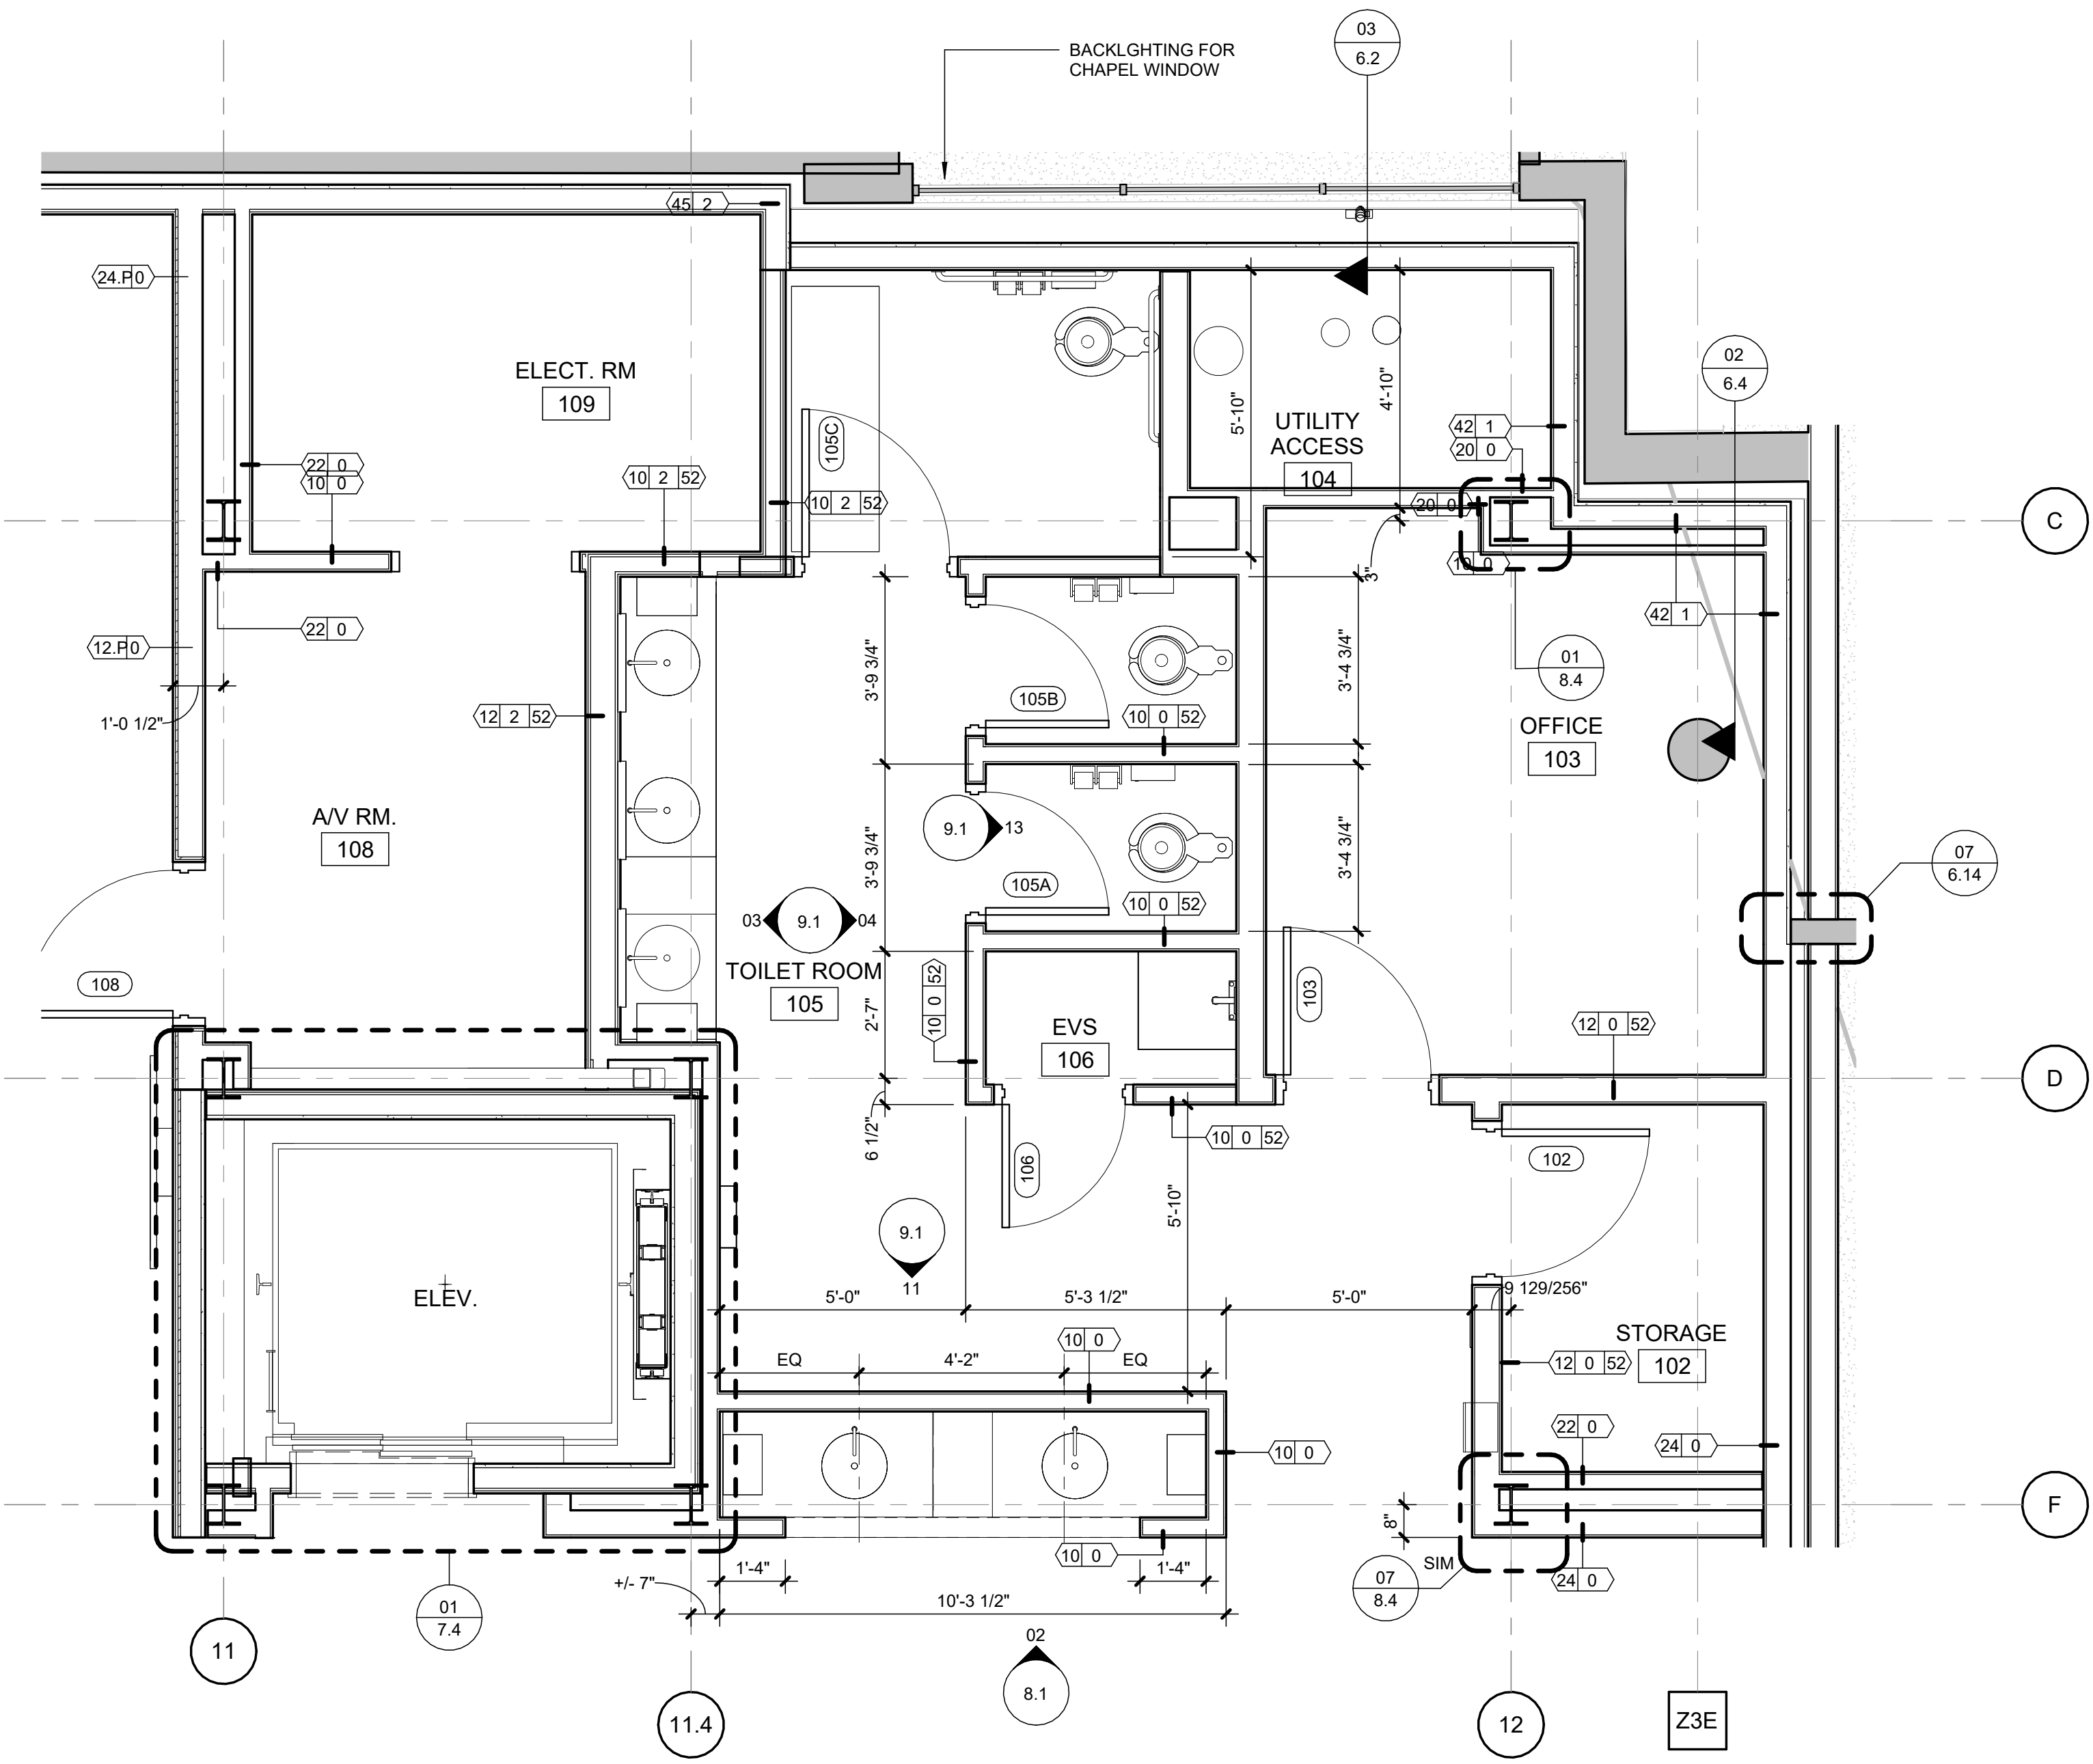 03
6.2
BACKLGHTING FOR
CHAPEL WINDOW
45 2
24.P 0
02
6.4
ELECT. RM
109
5'-10"
4'-10"
UTILITY
ACCESS
104
42 1
20 0
105C
22 0
10 0
10 2 52
10 2 52
20 0
C
10 0
3"
42 1
22 0
12.P 0
01
8.4
3'-9 3/4"
3'-4 3/4"
105B
1'-0 1/2"
12 2 52
10 0 52
OFFICE
103
A/V RM.
108
9.1
13
3'-9 3/4"
3'-4 3/4"
07
6.14
105A
10 0 52
03
9.1
04
TOILET ROOM
105
108
10 0 52
103
2'-7"
EVS
106
12 0 52
D
6 1/2"
10 0 52
106
102
5'-10"
9.1
11
ELEV.
5'-0"
5'-3 1/2"
5'-0"
9 129/256"
STORAGE
102
10 0
EQ
4'-2"
EQ
12 0 52
22 0
24 0
10 0
F
8"
10 0
SIM
1'-4"
1'-4"
+/- 7"
07
8.4
24 0
10'-3 1/2"
01
7.4
02
8.1
11
11.4
12
Z3E